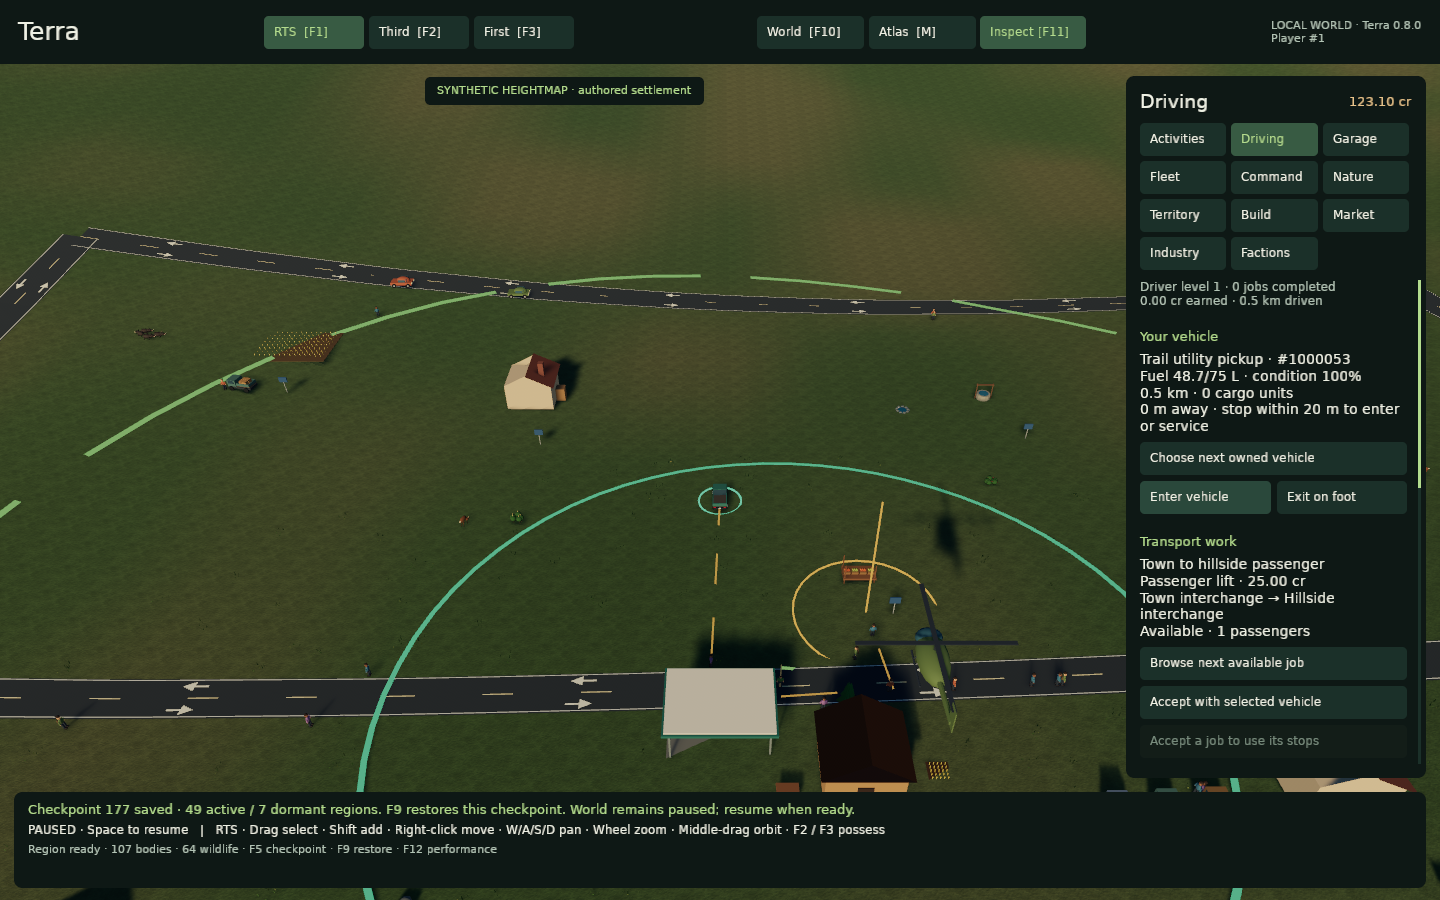 Terra
RTS [F1]
Third [F2]
First [F3]
World [F10]
Atlas [M]
Inspect [F11]
LOCAL WORLD · Terra 0.8.0
Player #1
SYNTHETIC HEIGHTMAP · authored settlement
Driving
123.10 cr
Activities
Driving
Garage
Fleet
Command
Nature
Territory
Build
Market
Industry
Factions
Driver level 1 · 0 jobs completed
0.00 cr earned · 0.5 km driven
Your vehicle
Trail utility pickup · #1000053
Fuel 48.7/75 L · condition 100%
0.5 km · 0 cargo units
0 m away · stop within 20 m to enter
or service
Choose next owned vehicle
Enter vehicle
Exit on foot
Transport work
Town to hillside passenger
Passenger lift · 25.00 cr
Town interchange → Hillside
interchange
Available · 1 passengers
Browse next available job
Accept with selected vehicle
Accept a job to use its stops
Checkpoint 177 saved · 49 active / 7 dormant regions. F9 restores this checkpoint. World remains paused; resume when ready.
PAUSED · Space to resume | RTS · Drag select · Shift add · Right-click move · W/A/S/D pan · Wheel zoom · Middle-drag orbit · F2 / F3 possess
Region ready · 107 bodies · 64 wildlife · F5 checkpoint · F9 restore · F12 performance